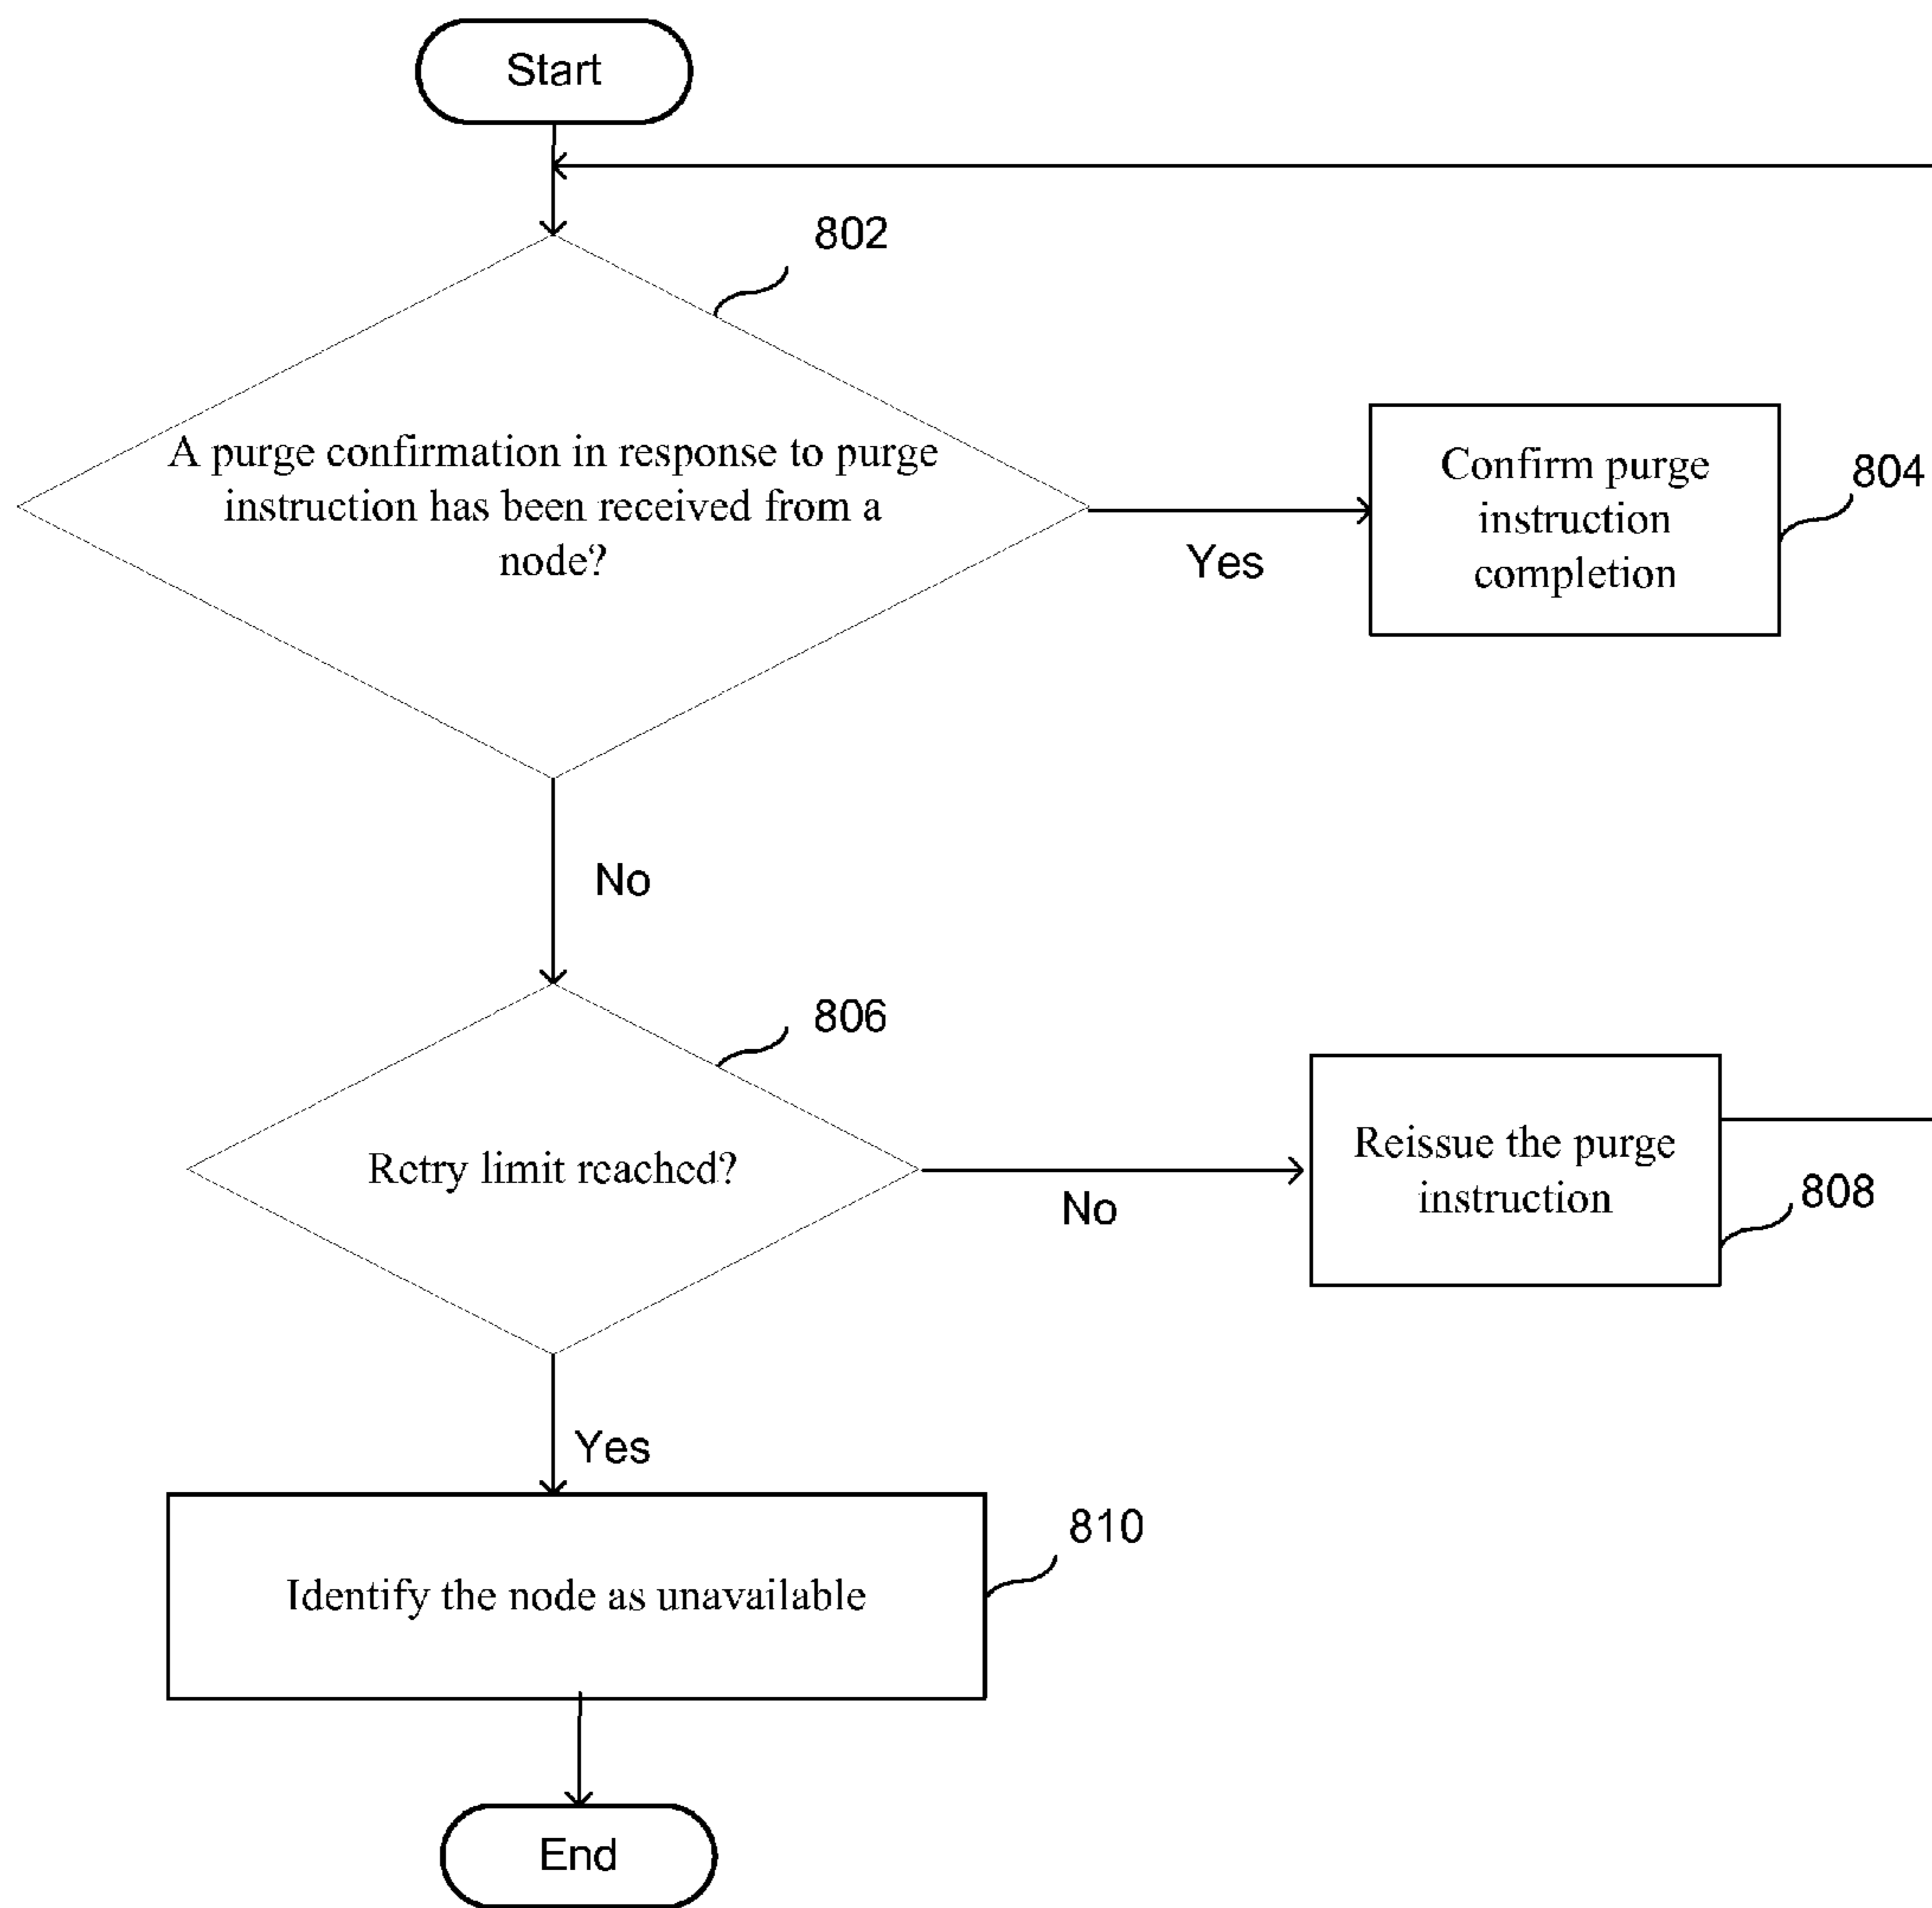 Start
802
A purge confirmation in response to purge
instruction has been received from a
node?
Yes
Confirm purge
instruction
completion
804
No
806
Retry limit reached?
No
Reissue the purge
instruction
808
Yes
810
Identify the node as unavailable
End